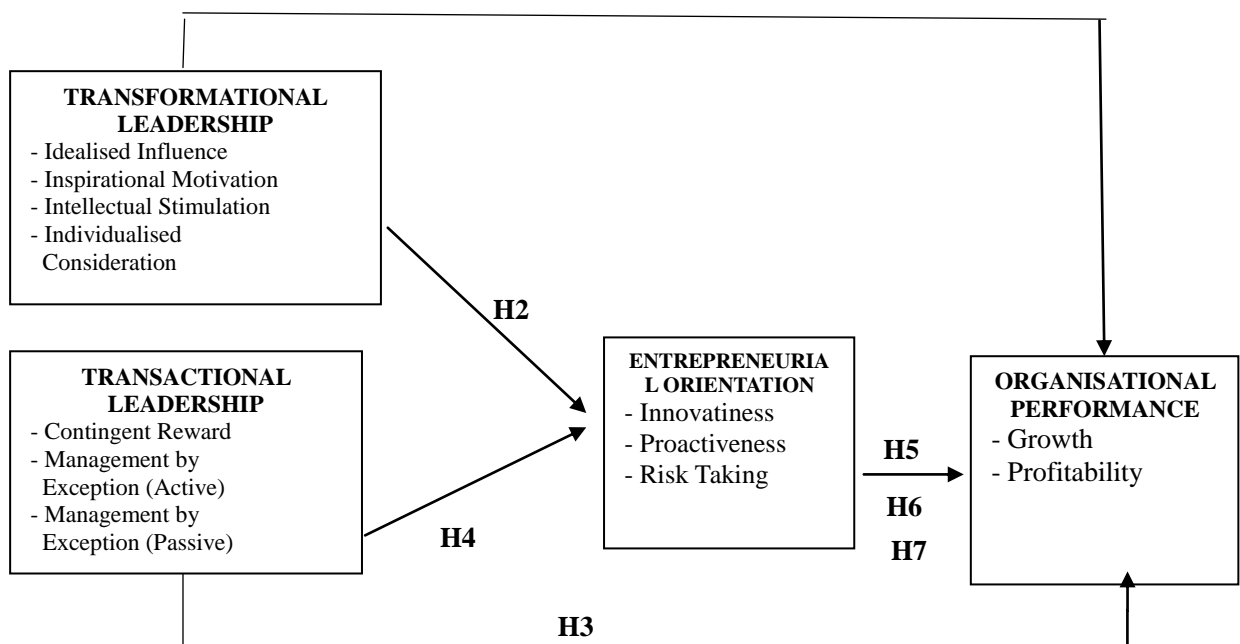 TRANSFORMATIONAL
LEADERSHIP
- Idealised Influence
- Inspirational Motivation
- Intellectual Stimulation
- Individualised
Consideration
H2
TRANSACTIONAL
LEADERSHIP
- Contingent Reward
- Management by
Exception (Active)
- Management by
Exception (Passive)
H4
ENTREPRENEURIA
L ORIENTATION
- Innovatiness
- Proactiveness
- Risk Taking
H5
H6
H7
ORGANISATIONAL
PERFORMANCE
- Growth
- Profitability
H3